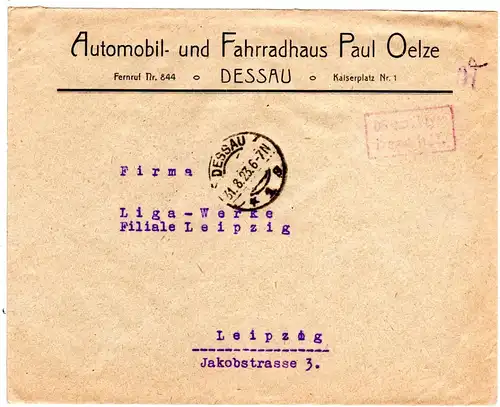 Automobil- und Fahrradhaus Paul Oelze
Fernruf Nr. 844 o DESSAU o Kaiserplatz Nr. 1
DESSAU
31.8.23.6-7N
* 1
Firma
Liga-Werke
Filiale Leipzig
Leipzig
Jakobstrasse 3.